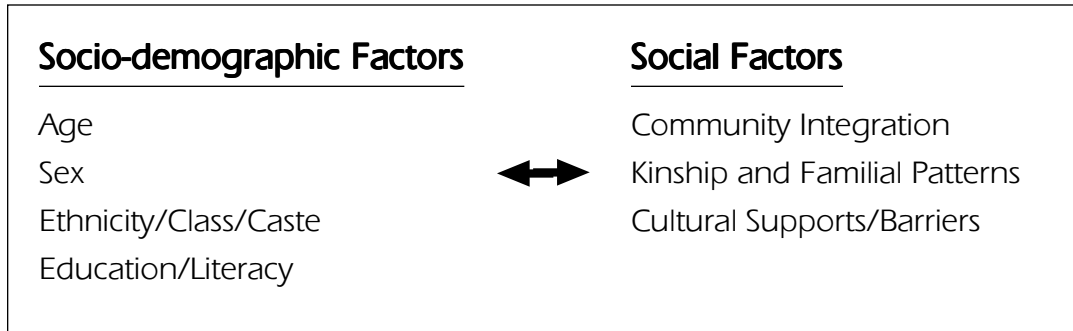 Socio-demographic Factors
Age
Sex
Ethnicity/Class/Caste
Education/Literacy
Social Factors
Community Integration
Kinship and Familial Patterns
Cultural Supports/Barriers